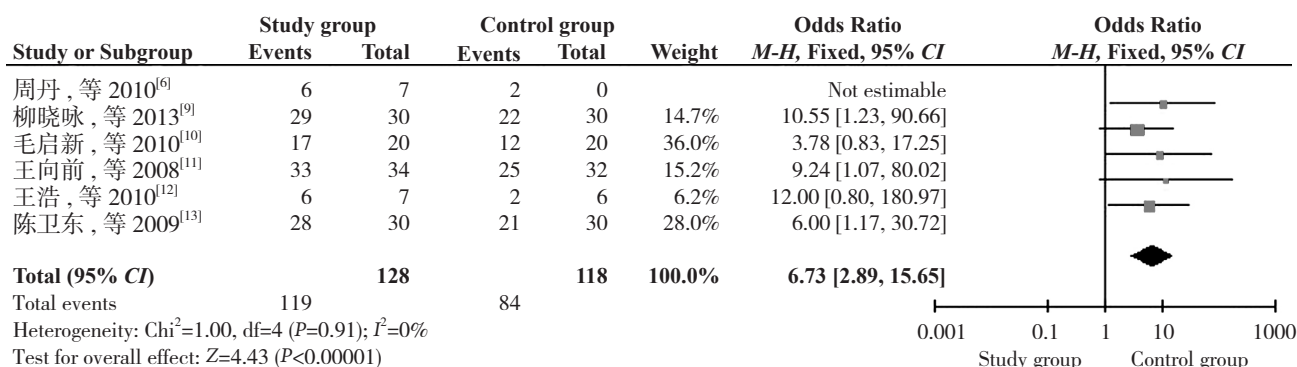 Study group Control group Odds Ratio Odds Ratio
Study or Subgroup Events Total Events Total Weight M-H, Fixed, 95% CI M-H, Fixed, 95% CI
周丹 , 等 2010[6] 6 7 2 0 Not estimable
柳晓咏 , 等 2013[9] 29 30 22 30 14.7% 10.55 [1.23, 90.66]
毛启新 , 等 2010[10] 17 20 12 20 36.0% 3.78 [0.83, 17.25]
王向前 , 等 2008[11] 33 34 25 32 15.2% 9.24 [1.07, 80.02]
王浩 , 等 2010[12] 6 7 2 6 6.2% 12.00 [0.80, 180.97]
陈卫东 , 等 2009[13] 28 30 21 30 28.0% 6.00 [1.17, 30.72]
Total (95% CI) 128 118 100.0% 6.73 [2.89, 15.65]
Total events 119 84
Heterogeneity: Chi²=1.00, df=4 (P=0.91); I²=0%
Test for overall effect: Z=4.43 (P<0.00001)
0.001 0.1 1 10 1000
Study group Control group